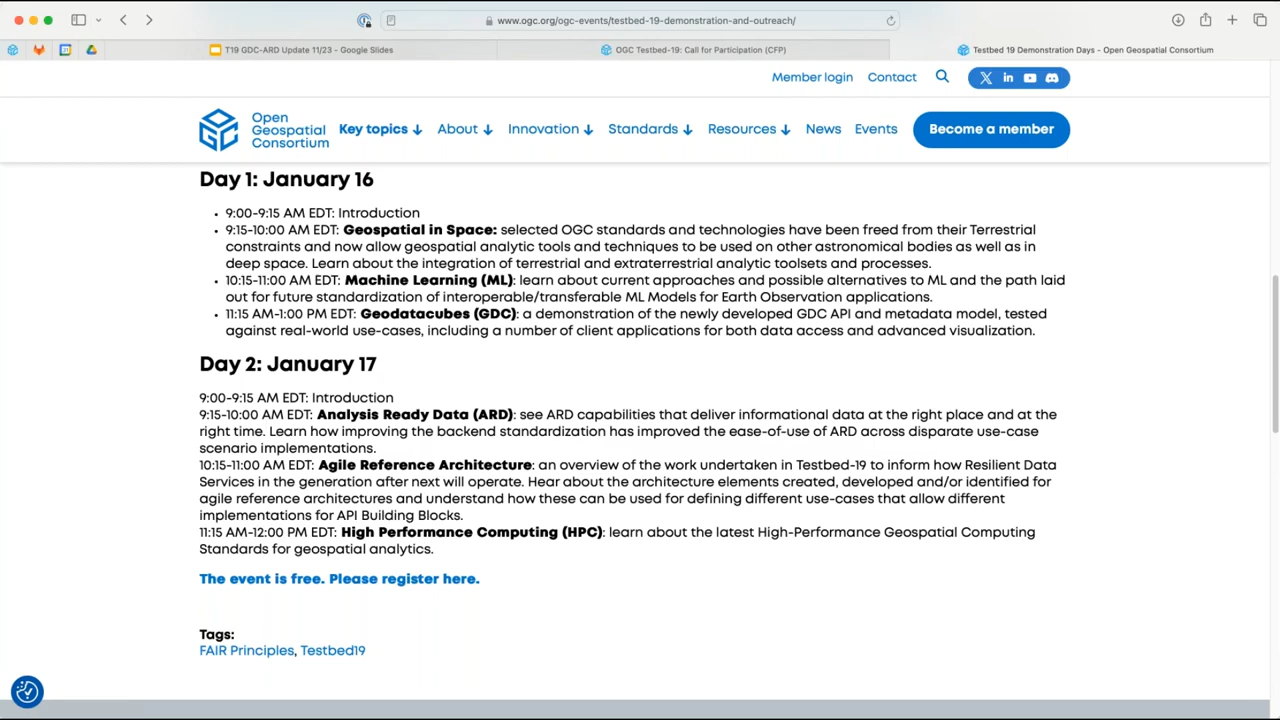 www.ogc.org/ogc-events/testbed-19-demonstration-and-outreach/
T19 GDC-ARD Update 11/23 - Google Slides
OGC Testbed-19: Call for Participation (CFP)
Testbed 19 Demonstration Days - Open Geospatial Consortium
Member login Contact
Open
Geospatial
Consortium
Key topics About Innovation Standards Resources News Events Become a member
Day 1: January 16
• 9:00-9:15 AM EDT: Introduction
• 9:15-10:00 AM EDT: Geospatial in Space: selected OGC standards and technologies have been freed from their Terrestrial
constraints and now allow geospatial analytic tools and techniques to be used on other astronomical bodies as well as in
deep space. Learn about the integration of terrestrial and extraterrestrial analytic toolsets and processes.
• 10:15-11:00 AM EDT: Machine Learning (ML): learn about current approaches and possible alternatives to ML and the path laid
out for future standardization of interoperable/transferable ML Models for Earth Observation applications.
• 11:15 AM-1:00 PM EDT: Geodatacubes (GDC): a demonstration of the newly developed GDC API and metadata model, tested
against real-world use-cases, including a number of client applications for both data access and advanced visualization.
Day 2: January 17
9:00-9:15 AM EDT: Introduction
9:15-10:00 AM EDT: Analysis Ready Data (ARD): see ARD capabilities that deliver informational data at the right place and at the
right time. Learn how improving the backend standardization has improved the ease-of-use of ARD across disparate use-case
scenario implementations.
10:15-11:00 AM EDT: Agile Reference Architecture: an overview of the work undertaken in Testbed-19 to inform how Resilient Data
Services in the generation after next will operate. Hear about the architecture elements created, developed and/or identified for
agile reference architectures and understand how these can be used for defining different use-cases that allow different
implementations for API Building Blocks.
11:15 AM-12:00 PM EDT: High Performance Computing (HPC): learn about the latest High-Performance Geospatial Computing
Standards for geospatial analytics.
The event is free. Please register here.
Tags:
FAIR Principles, Testbed19